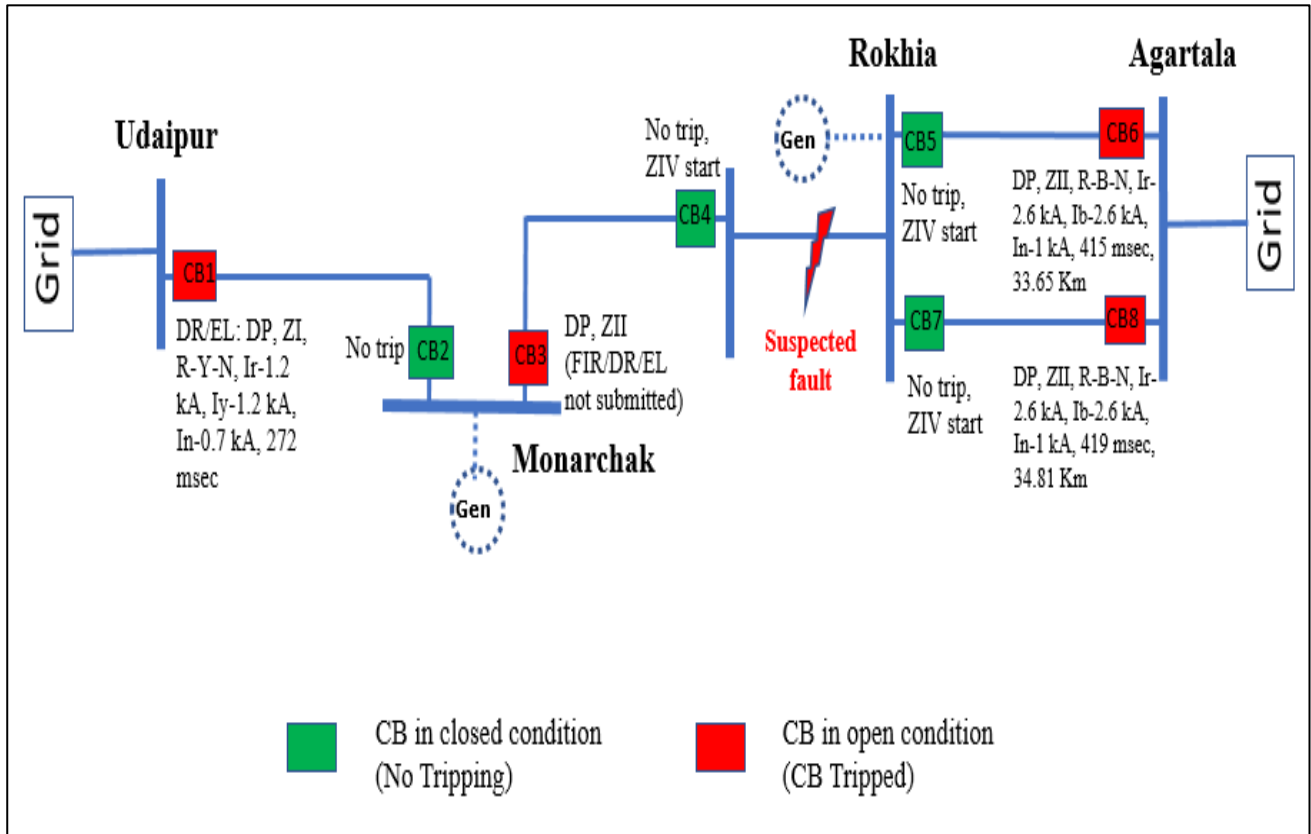 Rokhia
Agartala
Udaipur
Grid
CB1
DR/EL: DP, ZI,
R-Y-N, Ir-1.2
kA, Iy-1.2 kA,
In-0.7 kA, 272
msec
No trip
CB2
CB3
DP, ZII
(FIR/DR/EL
not submitted)
Monarchak
Gen
No trip,
ZIV start
CB4
Suspected
fault
Gen
CB5
No trip,
ZIV start
CB7
No trip,
ZIV start
CB6
DP, ZII, R-B-N, Ir-
2.6 kA, Ib-2.6 kA,
In-1 kA, 415 msec,
33.65 Km
CB8
DP, ZII, R-B-N, Ir-
2.6 kA, Ib-2.6 kA,
In-1 kA, 419 msec,
34.81 Km
Grid
CB in closed condition
(No Tripping)
CB in open condition
(CB Tripped)